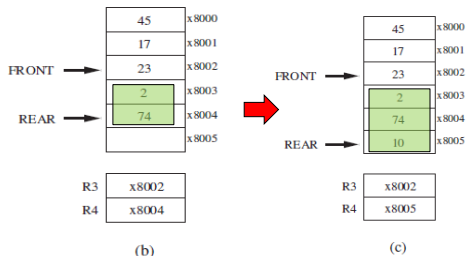 45 x8000
17 x8001
FRONT 23 x8002
2 x8003
REAR 74 x8004
x8005
R3 x8002
R4 x8004
(b)
45 x8000
17 x8001
FRONT 23 x8002
2 x8003
74 x8004
REAR 10 x8005
R3 x8002
R4 x8005
(c)